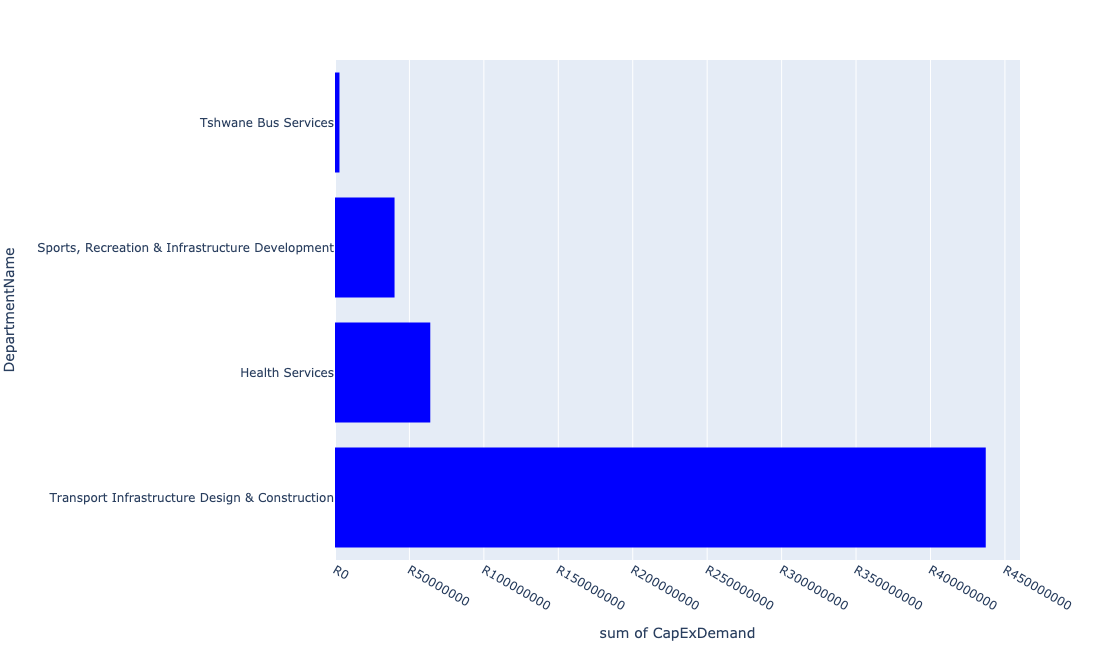 Tshwane Bus Services
Sports, Recreation & Infrastructure Development
Health Services
Transport Infrastructure Design & Construction
DepartmentName
R0
R50000000
R100000000
R150000000
R200000000
R250000000
R300000000
R350000000
R400000000
R450000000
sum of CapExDemand